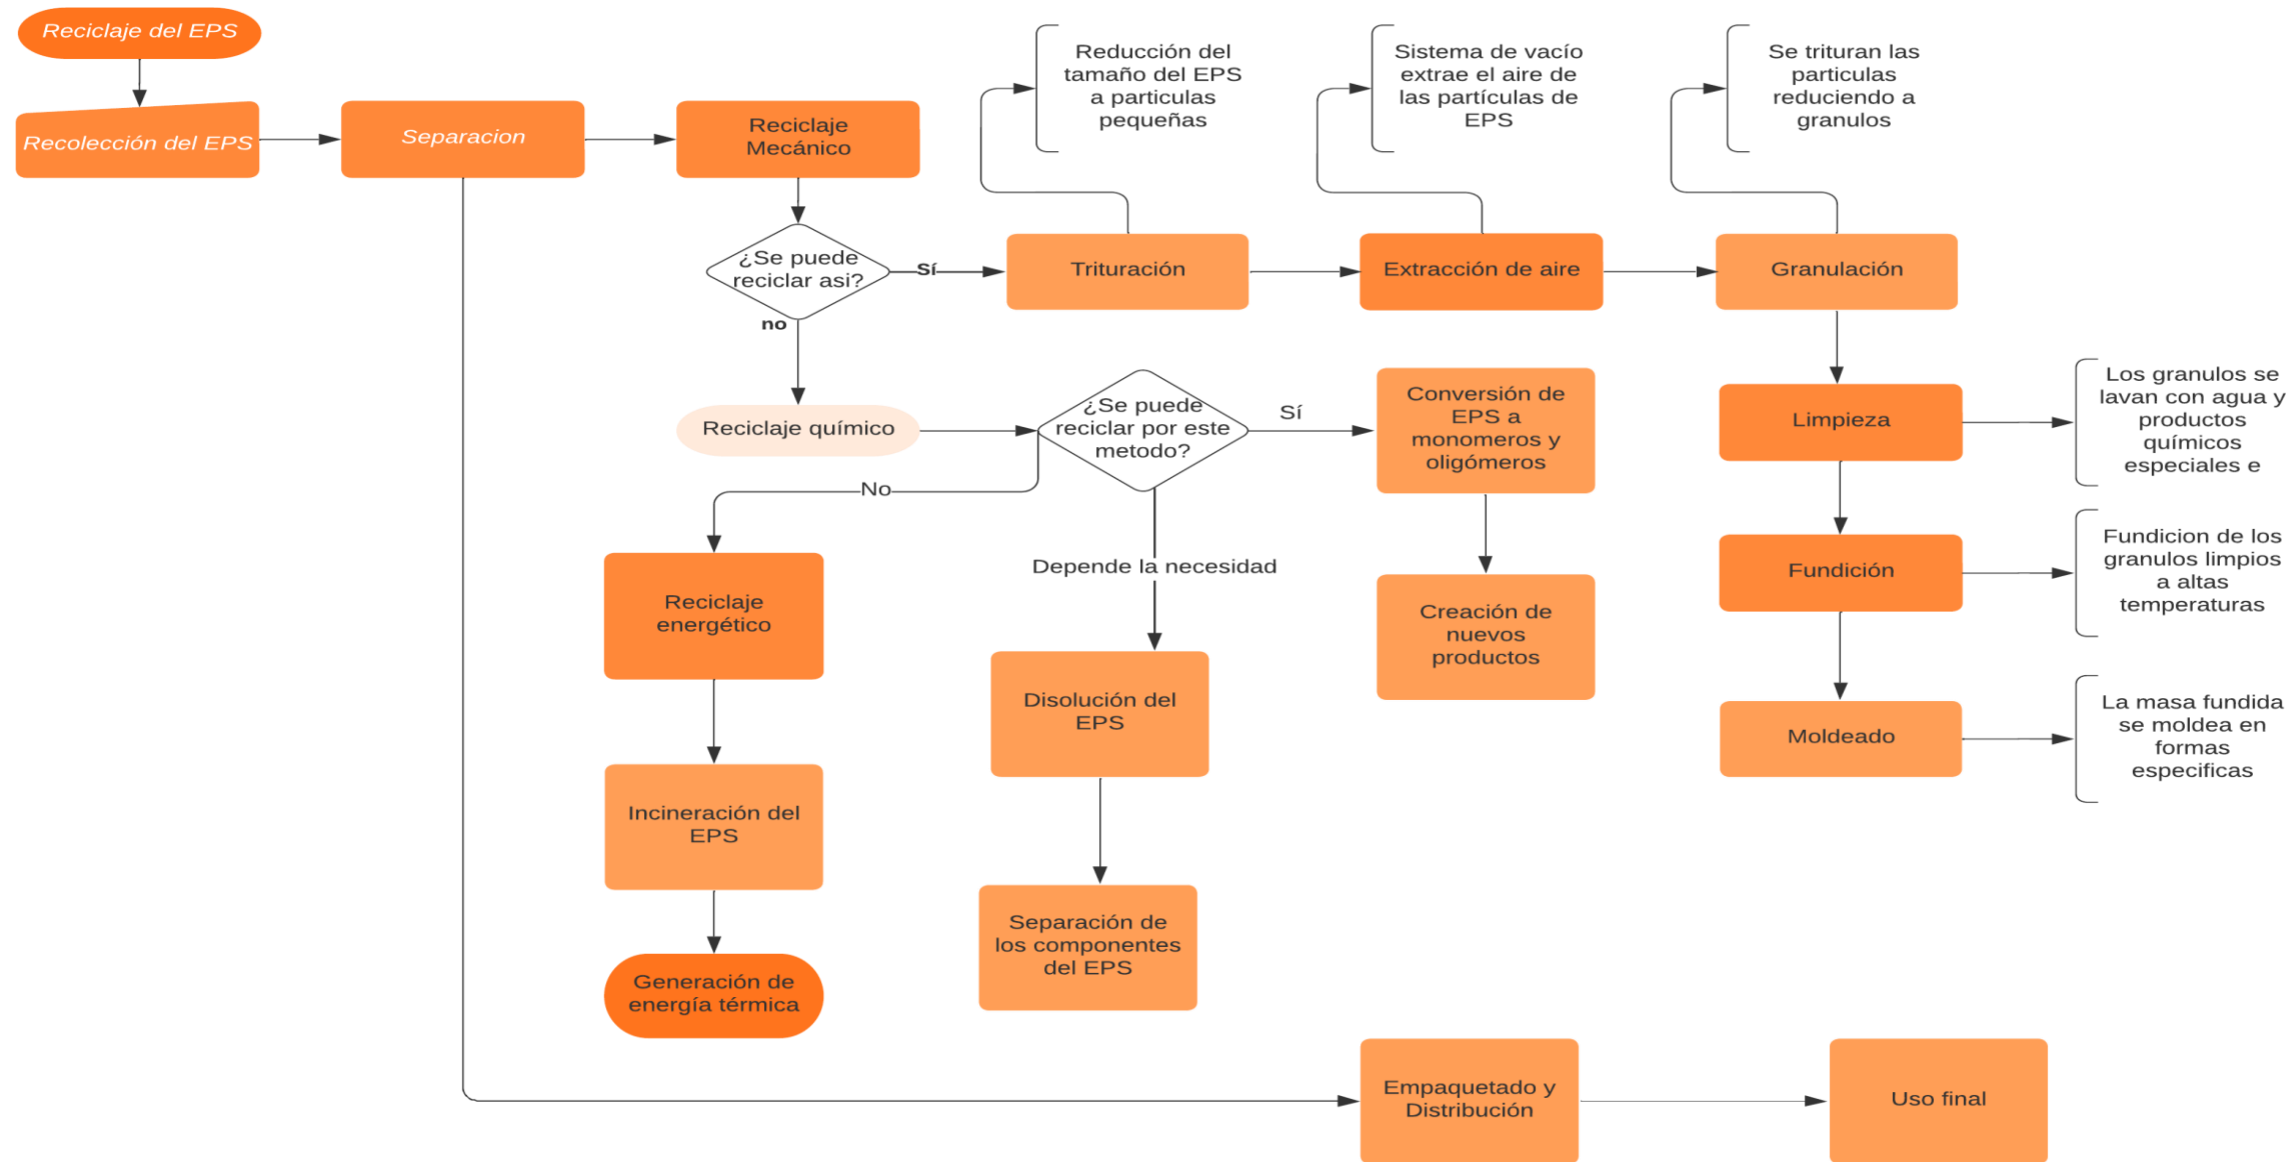 Reciclaje del EPS
Recolección del EPS
Separacion
Reciclaje
Mecánico
Reducción del
tamaño del EPS
a particulas
pequeñas
Sistema de vacío
extrae el aire de
las partículas de
EPS
Se trituran las
particulas
reduciendo a
granulos
¿Se puede
reciclar asi?
Sí
no
Trituración
Extracción de aire
Granulación
Reciclaje químico
¿Se puede
reciclar por este
metodo?
Sí
No
Depende la necesidad
Conversión de
EPS a
monomeros y
oligómeros
Creación de
nuevos
productos
Limpieza
Los granulos se
lavan con agua y
productos
químicos
especiales e
Fundición
Fundicion de los
granulos limpios
a altas
temperaturas
Moldeado
La masa fundida
se moldea en
formas
especificas
Reciclaje
energético
Incineración del
EPS
Generación de
energía térmica
Disolución del
EPS
Separación de
los componentes
del EPS
Empaquetado y
Distribución
Uso final